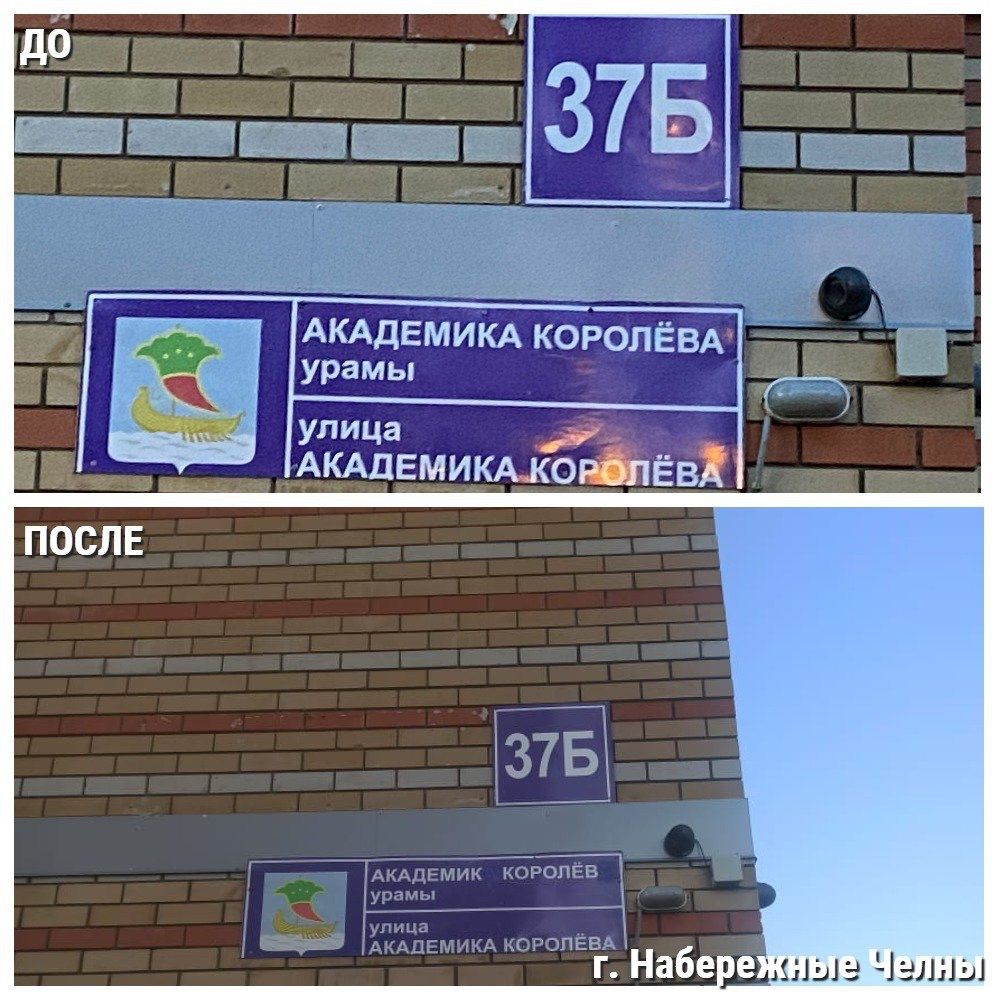 ДО
37Б
АКАДЕМИКА КОРОЛЁВА
урамы
улица
АКАДЕМИКА КОРОЛЁВА
ПОСЛЕ
37Б
АКАДЕМИК КОРОЛЁВ
урамы
улица
АКАДЕМИКА КОРОЛЁВА
г. Набережные Челны